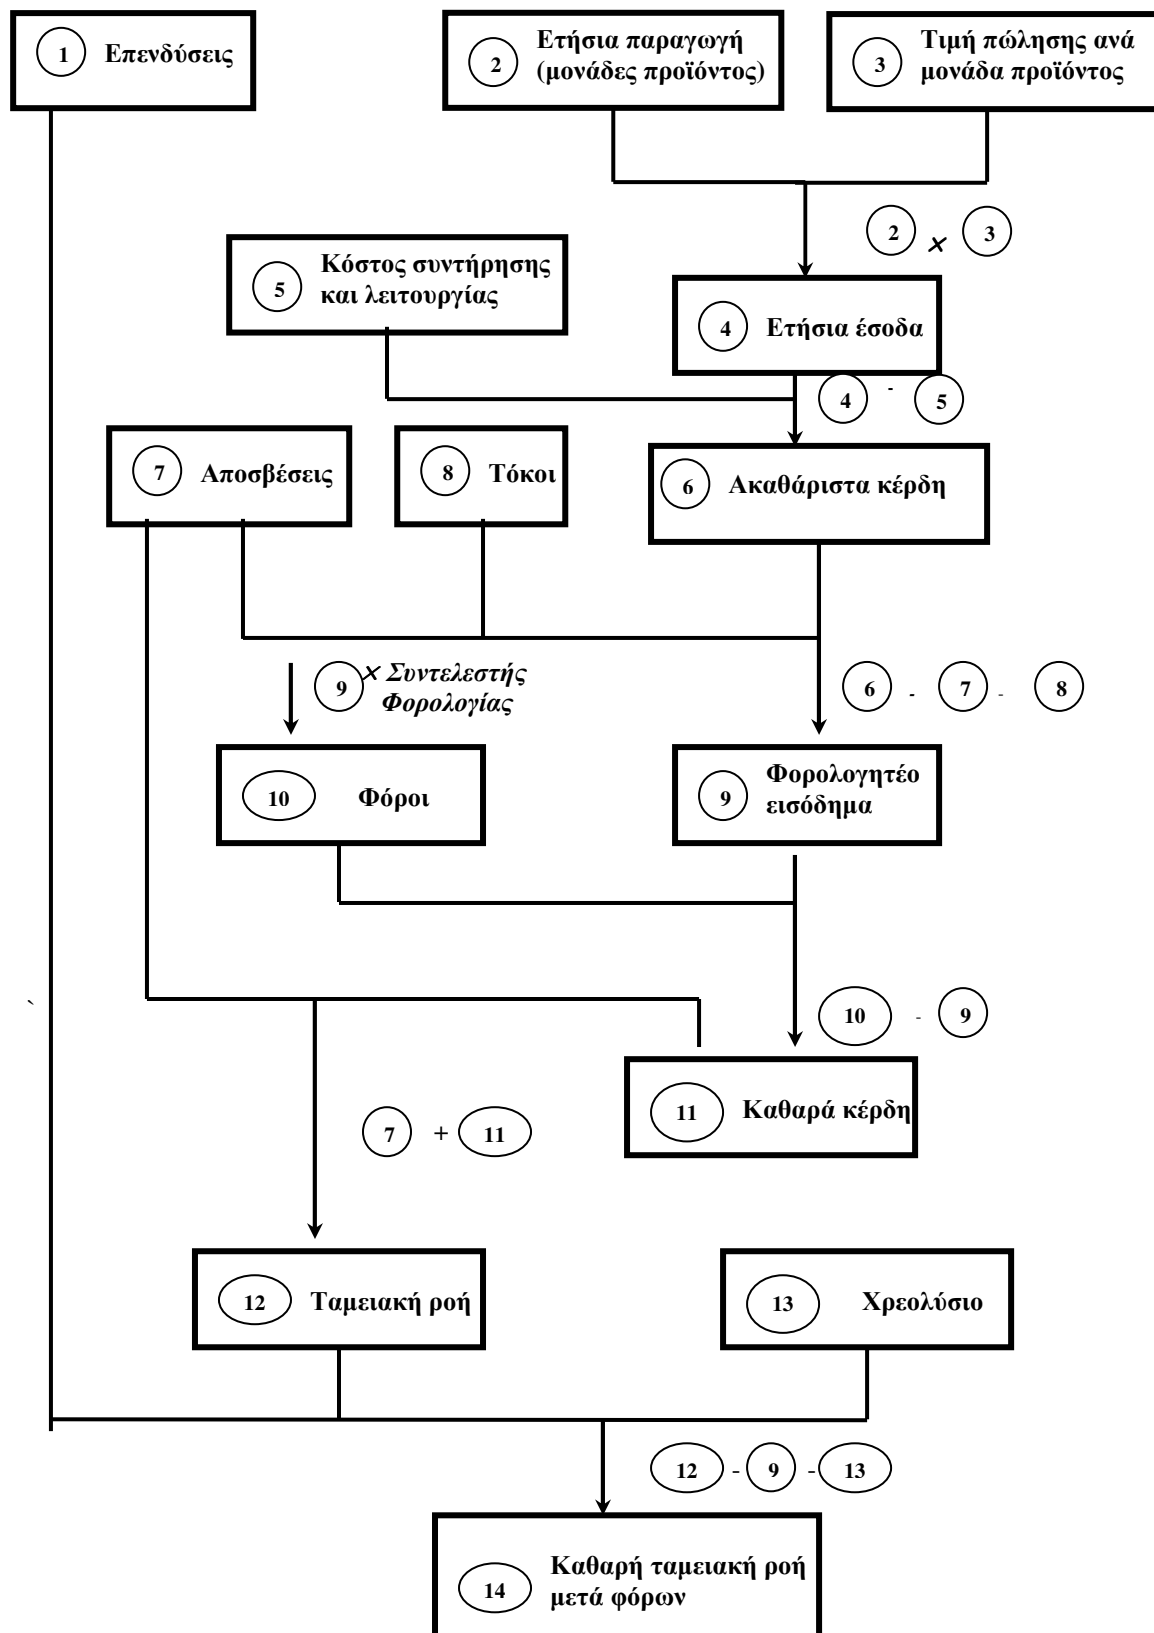 1 Επενδύσεις
2 Ετήσια παραγωγή
(μονάδες προϊόντος)
3 Τιμή πώλησης ανά
μονάδα προϊόντος
2 × 3
5 Κόστος συντήρησης
και λειτουργίας
4 Ετήσια έσοδα
4 - 5
7 Αποσβέσεις
8 Τόκοι
6 Ακαθάριστα κέρδη
9 × Συντελεστής
Φορολογίας
6 - 7 - 8
10 Φόροι
9 Φορολογητέο
εισόδημα
`
10 - 9
11 Καθαρά κέρδη
7 + 11
12 Ταμειακή ροή
13 Χρεολύσιο
12 - 9 - 13
14 Καθαρή ταμειακή ροή
μετά φόρων